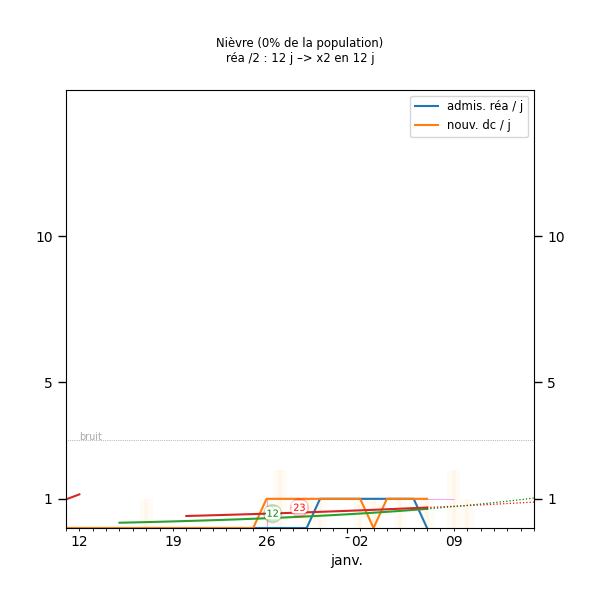 Nièvre (0% de la population)
réa /2 : 12 j –> x2 en 12 j
admis. réa / j
nouv. dc / j
10
10
5
5
bruit
1
1
12
23
12
19
26
02
09
janv.